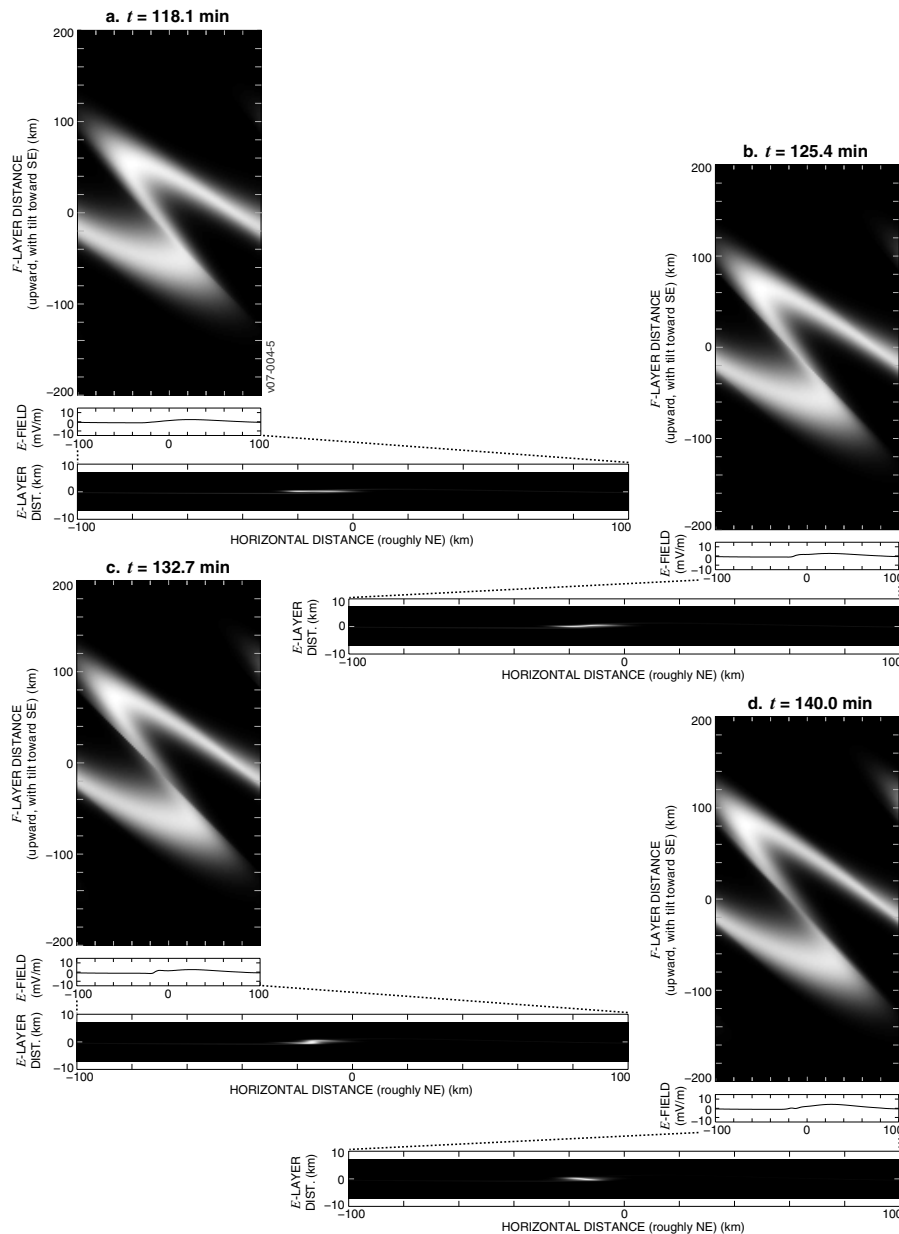 a. t = 118.1 min
200
100
0
−100
−200
F-LAYER DISTANCE
(upward, with tilt toward SE) (km)
v07-004-5
10
0
−10
E-FIELD
(mV/m)
−100
0
100
10
0
−10
E-LAYER
DIST. (km)
−100
0
100
HORIZONTAL DISTANCE (roughly NE) (km)
b. t = 125.4 min
200
100
0
−100
−200
F-LAYER DISTANCE
(upward, with tilt toward SE) (km)
10
0
−10
E-FIELD
(mV/m)
−100
0
100
10
0
−10
E-LAYER
DIST. (km)
−100
0
100
HORIZONTAL DISTANCE (roughly NE) (km)
c. t = 132.7 min
200
100
0
−100
−200
F-LAYER DISTANCE
(upward, with tilt toward SE) (km)
10
0
−10
E-FIELD
(mV/m)
−100
0
100
10
0
−10
E-LAYER
DIST. (km)
−100
0
100
HORIZONTAL DISTANCE (roughly NE) (km)
d. t = 140.0 min
200
100
0
−100
−200
F-LAYER DISTANCE
(upward, with tilt toward SE) (km)
10
0
−10
E-FIELD
(mV/m)
−100
0
100
10
0
−10
E-LAYER
DIST. (km)
−100
0
100
HORIZONTAL DISTANCE (roughly NE) (km)